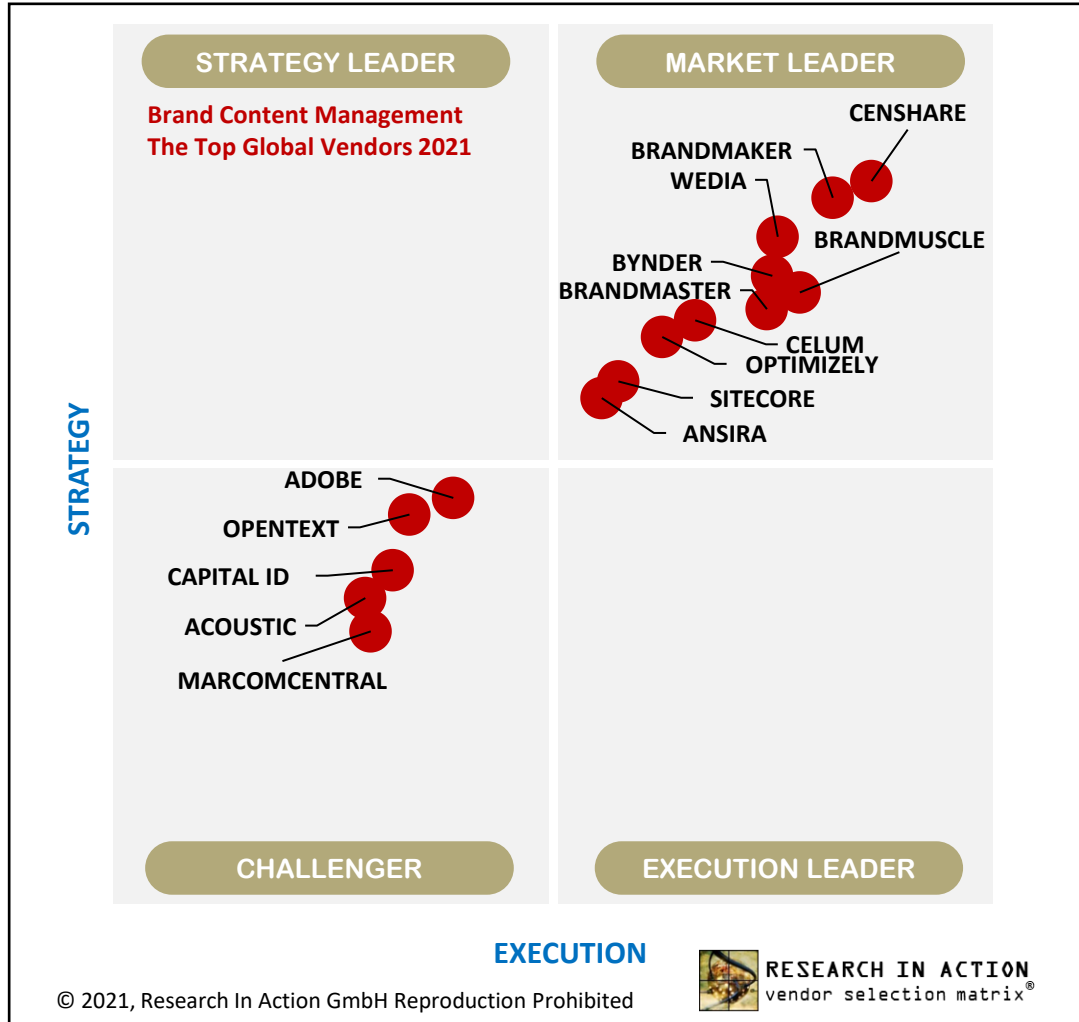 STRATEGY LEADER
MARKET LEADER
Brand Content Management
The Top Global Vendors 2021
CENSHARE
BRANDMAKER
WEDIA
BRANDMUSCLE
BYNDER
BRANDMASTER
CELUM
OPTIMIZELY
SITECORE
ANSIRA
STRATEGY
ADOBE
OPENTEXT
CAPITAL ID
ACOUSTIC
MARCOMCENTRAL
CHALLENGER
EXECUTION LEADER
EXECUTION
RESEARCH IN ACTION
vendor selection matrix®
© 2021, Research In Action GmbH Reproduction Prohibited